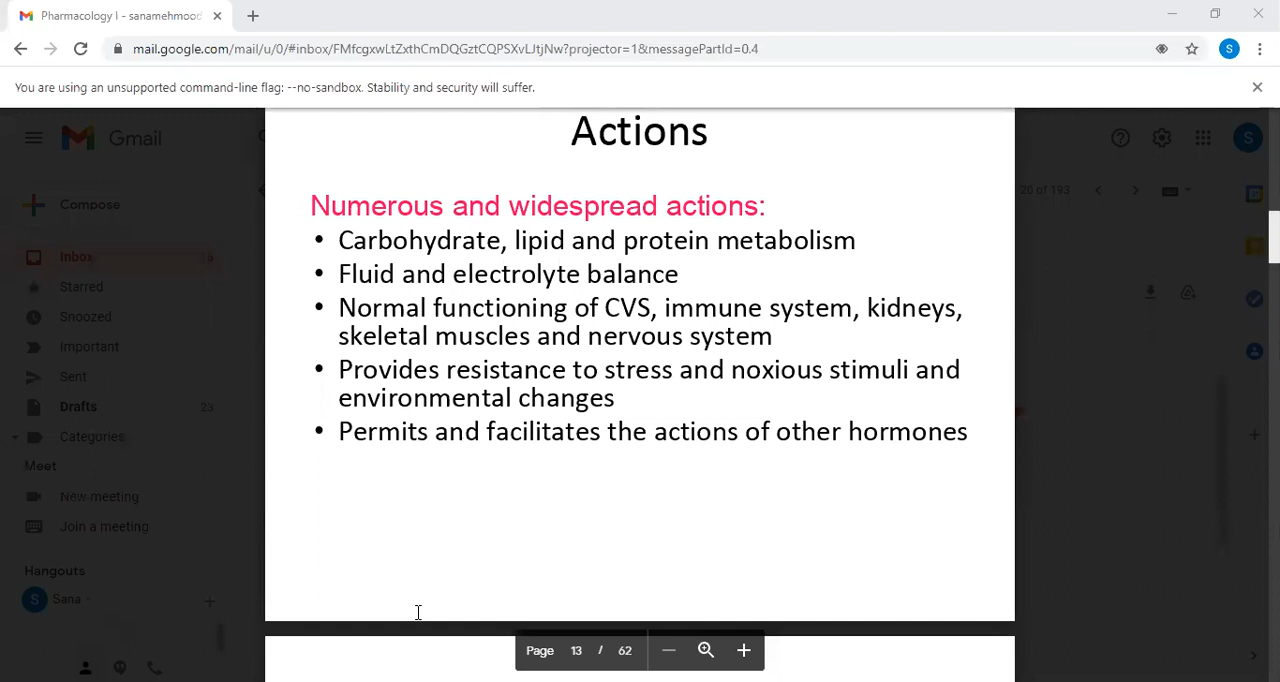 Pharmacology I - sanamehmood
mail.google.com/mail/u/0/#inbox/FMfcgxwLtZxthCmDQGztCQPSXvLJtjNw?projector=1&messagePartId=0.4
S
You are using an unsupported command-line flag: --no-sandbox. Stability and security will suffer.
Gmail
S
20 of 193
Compose
Inbox 6
Starred
Snoozed
Important
Sent
Drafts 23
Categories
Meet
New meeting
Join a meeting
Hangouts
S Sana
Actions
Numerous and widespread actions:
• Carbohydrate, lipid and protein metabolism
• Fluid and electrolyte balance
• Normal functioning of CVS, immune system, kidneys,
skeletal muscles and nervous system
• Provides resistance to stress and noxious stimuli and
environmental changes
• Permits and facilitates the actions of other hormones
Page 13 / 62